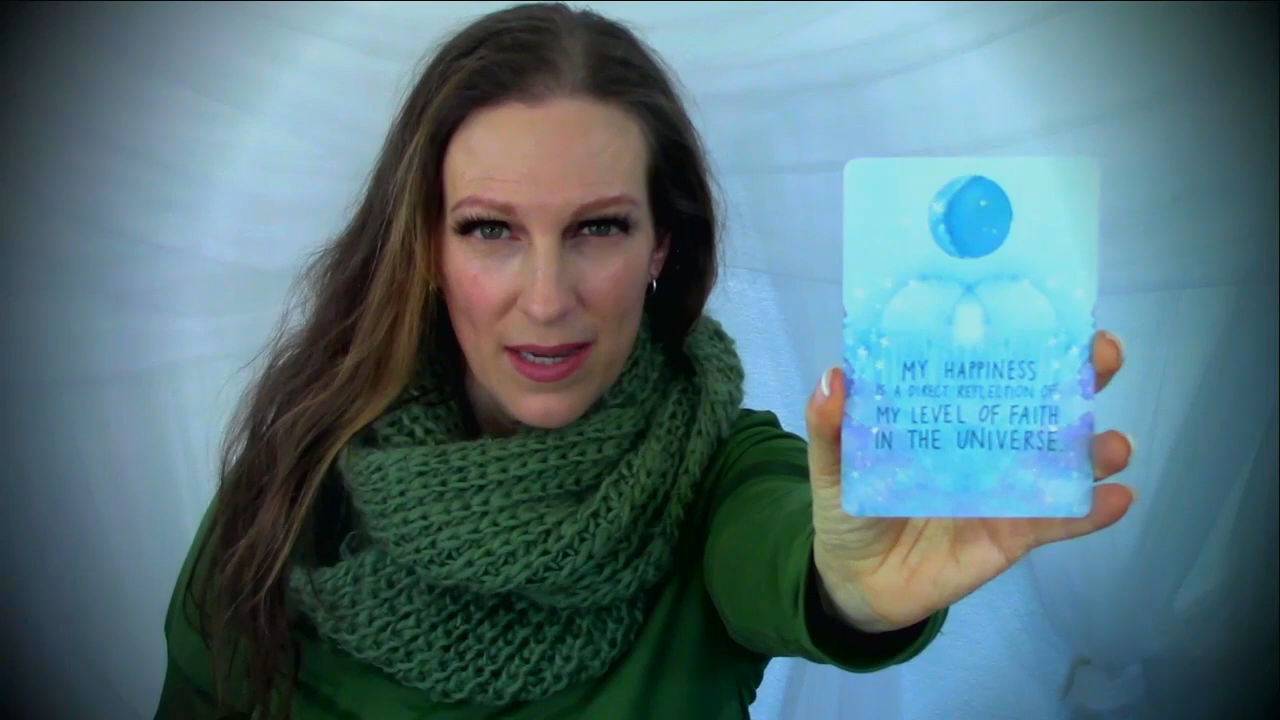 MY HAPPINESS
IS A DIRECT REFLECTION OF
MY LEVEL OF FAITH
IN THE UNIVERSE.